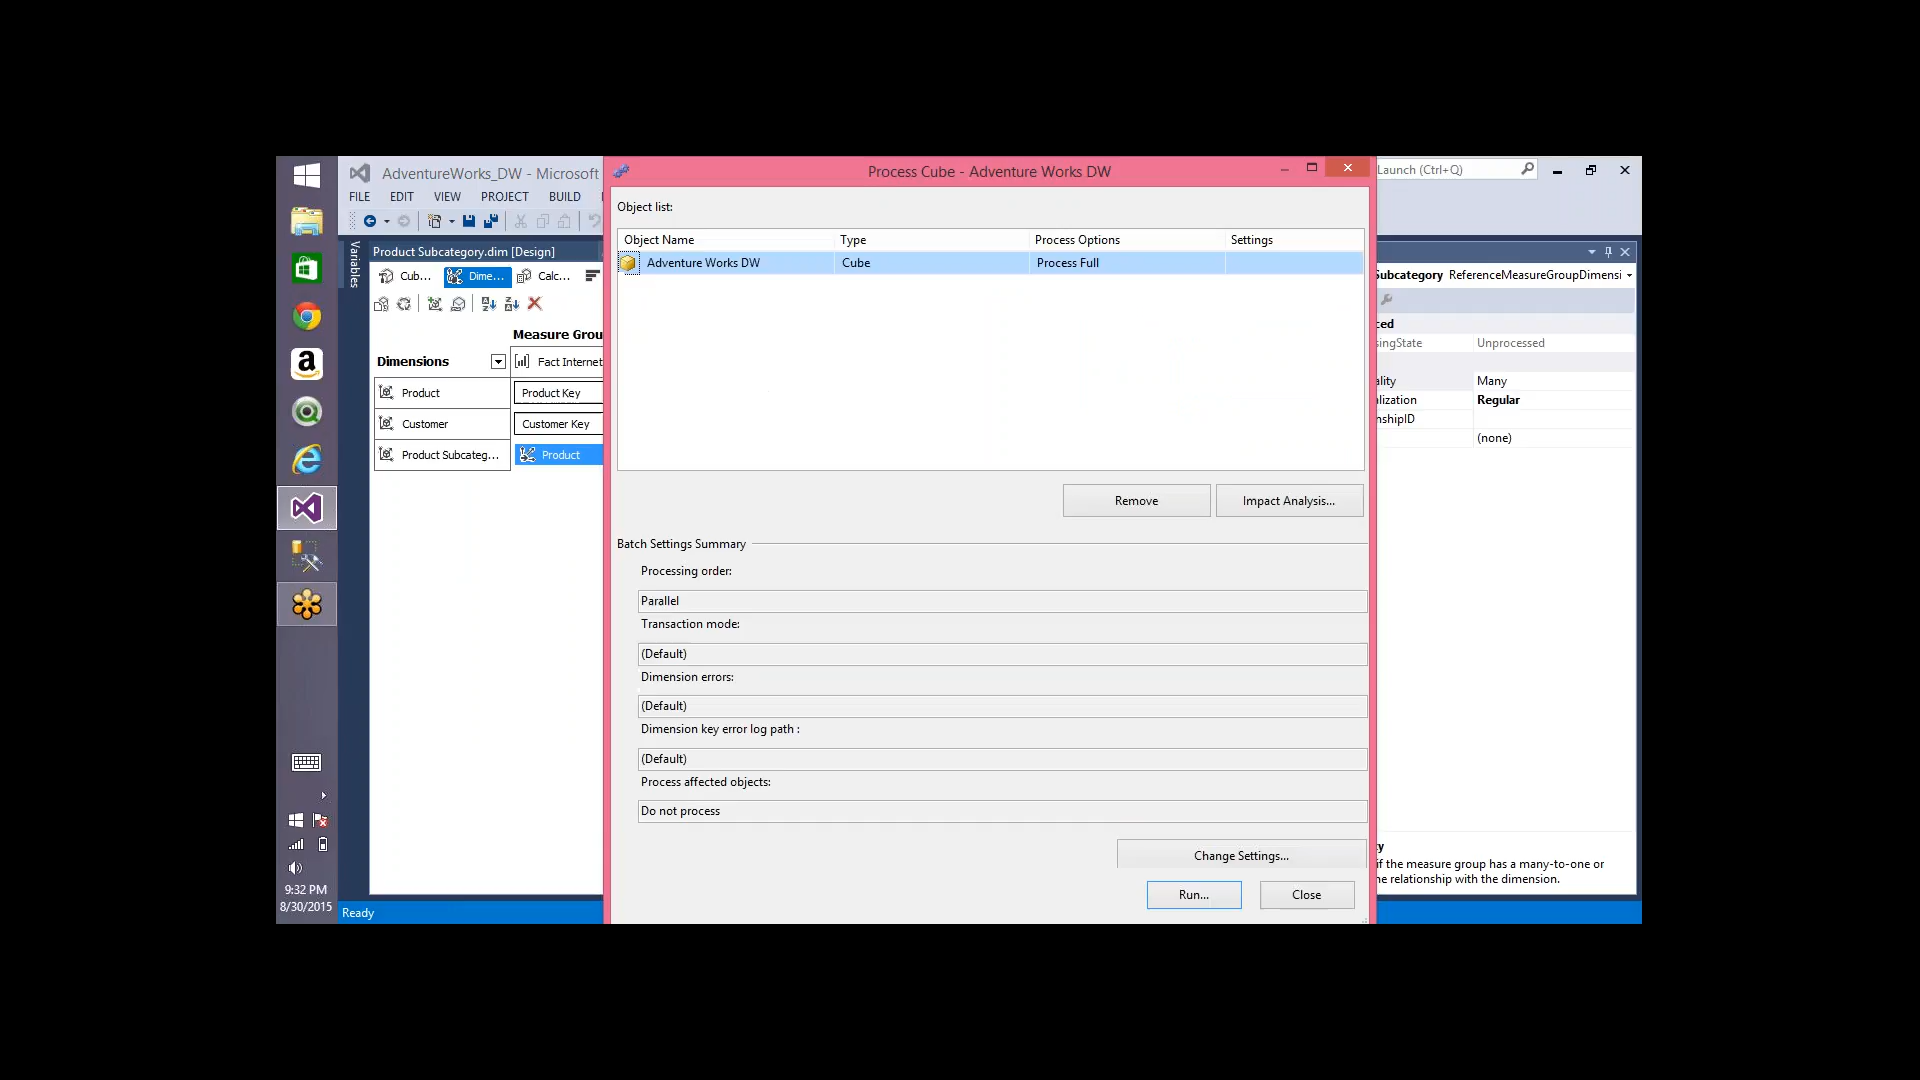 AdventureWorks_DW - Microsoft
Process Cube - Adventure Works DW
Launch (Ctrl+Q)
FILE EDIT VIEW PROJECT BUILD
Variables
Product Subcategory.dim [Design]
Cub... Dime... Calc...
Measure Grou
Dimensions
Fact Internet
Product
Product Key
Customer
Customer Key
Product Subcateg...
Product
Object list:
Object Name Type Process Options Settings
Adventure Works DW Cube Process Full
Remove
Impact Analysis...
Batch Settings Summary
Processing order:
Parallel
Transaction mode:
(Default)
Dimension errors:
(Default)
Dimension key error log path :
(Default)
Process affected objects:
Do not process
Change Settings...
Run...
Close
Subcategory ReferenceMeasureGroupDimensi
ced
singState Unprocessed
ality Many
lization Regular
nshipID
(none)
ty
if the measure group has a many-to-one or
ne relationship with the dimension.
9:32 PM
8/30/2015
Ready